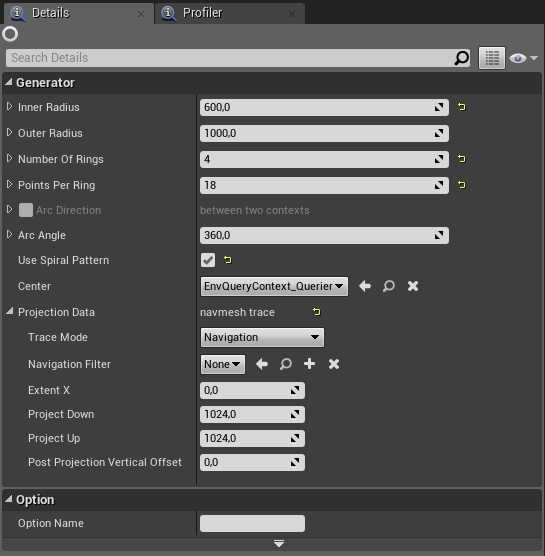 Details
Profiler
Search Details
Generator
Inner Radius 600,0
Outer Radius 1000,0
Number Of Rings 4
Points Per Ring 18
Arc Direction between two contexts
Arc Angle 360,0
Use Spiral Pattern
Center EnvQueryContext_Querier
Projection Data navmesh trace
Trace Mode Navigation
Navigation Filter None
Extent X 0,0
Project Down 1024,0
Project Up 1024,0
Post Projection Vertical Offset 0,0
Option
Option Name